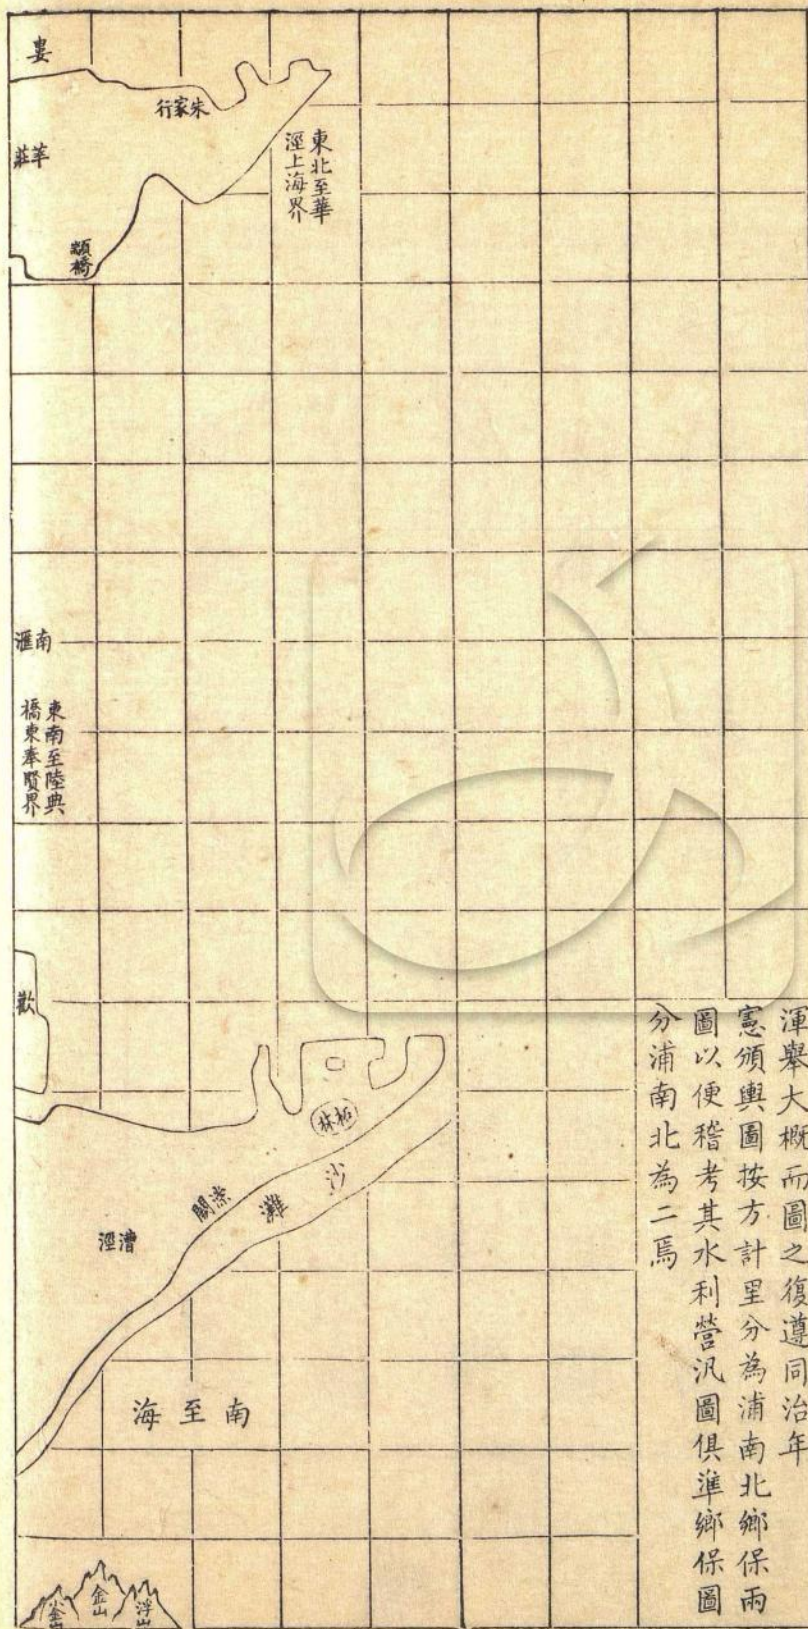 渾舉大概而圖之復遵同治年
憲頒輿圖按方計里分為浦南北鄉保兩
圖以便稽考其水利營汛圖俱準鄉保圖
分浦南北為二焉
婁
朱家行
莘莊
顓橋
東北至華
涇上海界
南滙
東南至陸典
橋東奉賢界
歡
柘林
沙灘
漴闕
漕涇
南至海
浮山
金山